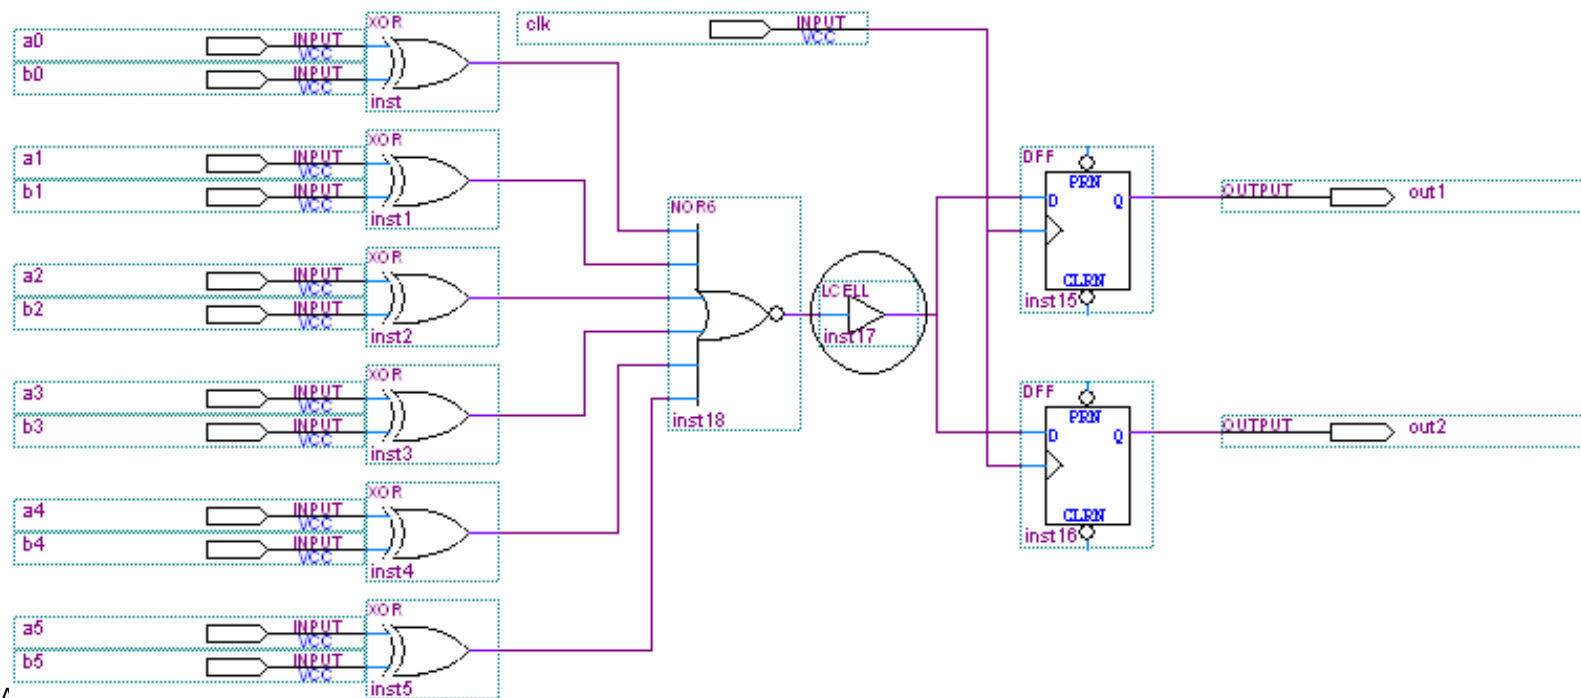 XOR
a0 INPUT
VCC
b0 INPUT
VCC
inst
clk INPUT
VCC
XOR
a1 INPUT
VCC
b1 INPUT
VCC
inst1
XOR
a2 INPUT
VCC
b2 INPUT
VCC
inst2
XOR
a3 INPUT
VCC
b3 INPUT
VCC
inst3
XOR
a4 INPUT
VCC
b4 INPUT
VCC
inst4
XOR
a5 INPUT
VCC
b5 INPUT
VCC
inst5
NOR6
inst18
LCELL
inst17
DFF
PRN
D Q
CLRN
inst15
OUTPUT out1
DFF
PRN
D Q
CLRN
inst16
OUTPUT out2